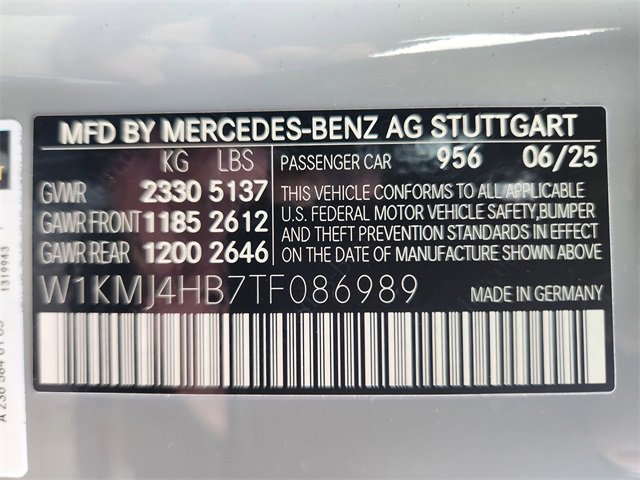 MFD BY MERCEDES-BENZ AG STUTTGART
KG LBS
GVWR 2330 5137
GAWR FRONT 1185 2612
GAWR REAR 1200 2646
PASSENGER CAR 956 06/25
THIS VEHICLE CONFORMS TO ALL APPLICABLE
U.S. FEDERAL MOTOR VEHICLE SAFETY,BUMPER
AND THEFT PREVENTION STANDARDS IN EFFECT
ON THE DATE OF MANUFACTURE SHOWN ABOVE
W1KMJ4HB7TF086989
MADE IN GERMANY
1319943